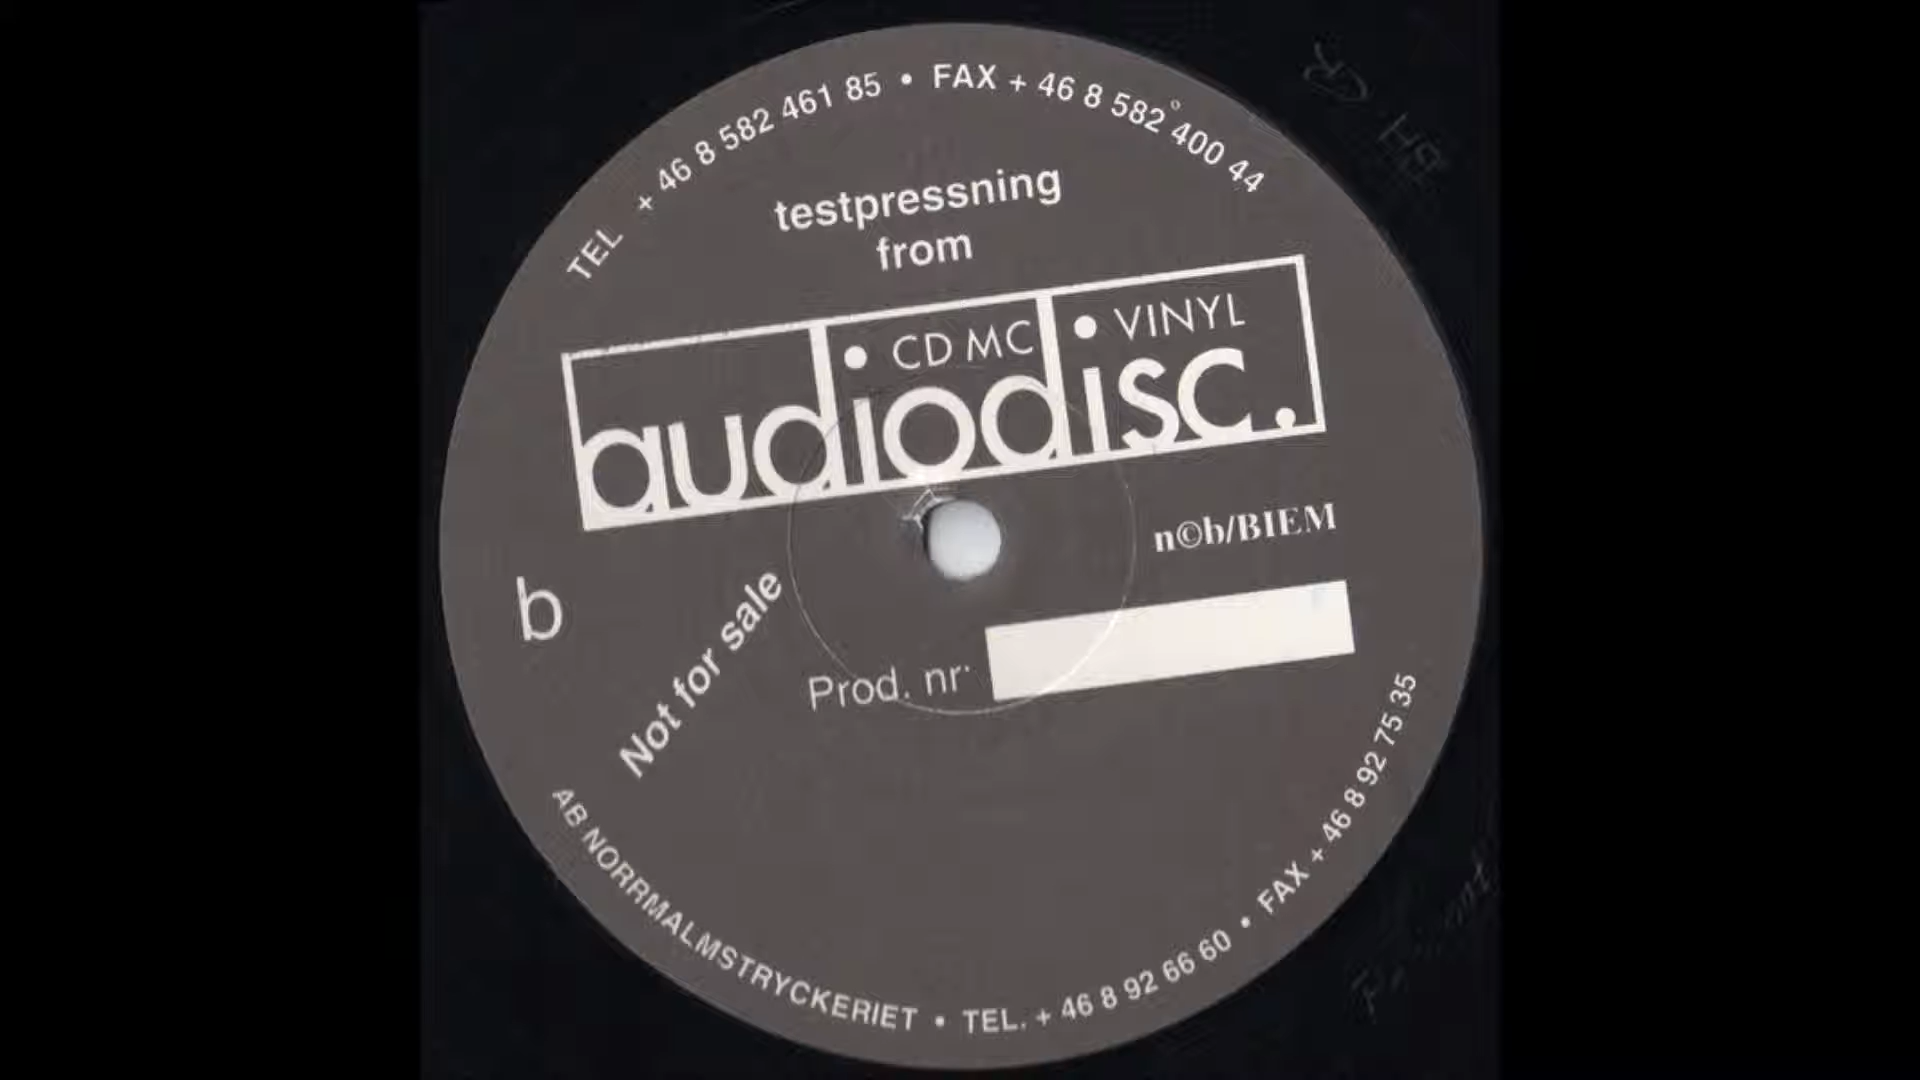 TEL + 46 8 582 461 85 • FAX + 46 8 582 400 44
testpressning
from
• CD MC • VINYL
audiodisc.
n©b/BIEM
b
Not for sale
Prod. nr.
AB NORRMALMSTRYCKERIET • TEL. + 46 8 92 66 60 • FAX + 46 8 92 75 35